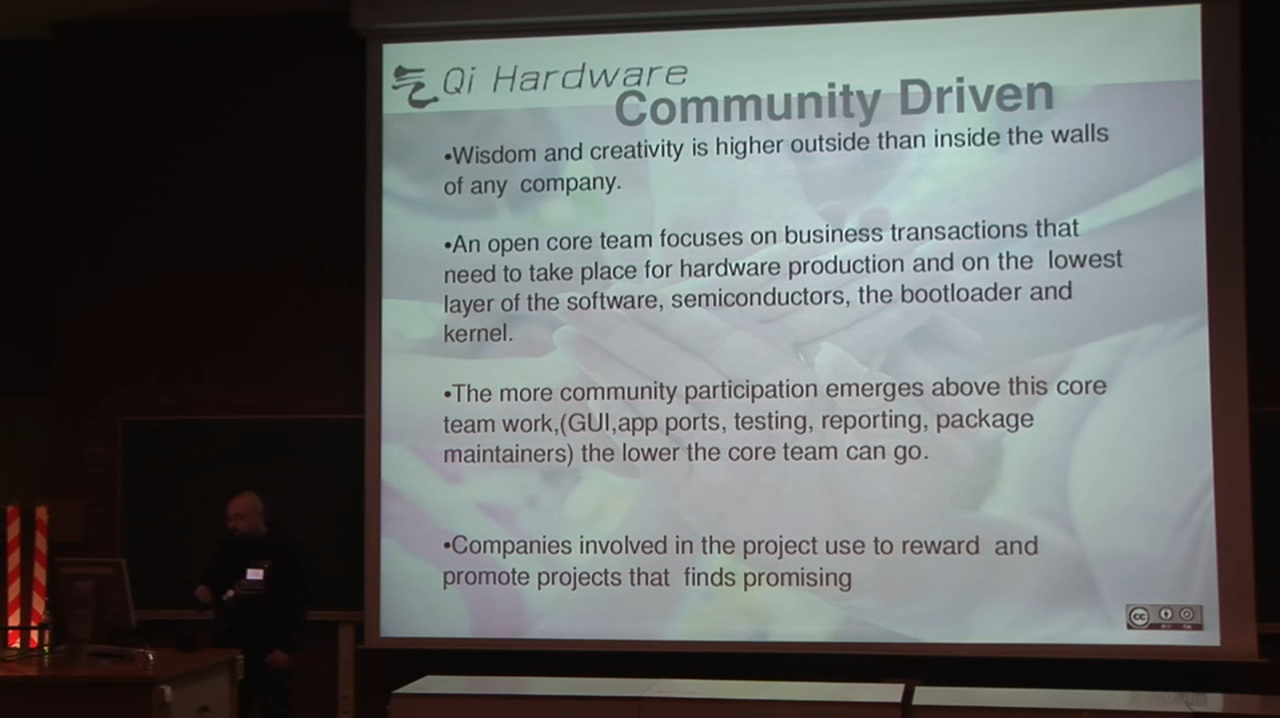 Qi Hardware
Community Driven
•Wisdom and creativity is higher outside than inside the walls
of any company.
•An open core team focuses on business transactions that
need to take place for hardware production and on the lowest
layer of the software, semiconductors, the bootloader and
kernel.
•The more community participation emerges above this core
team work,(GUI,app ports, testing, reporting, package
maintainers) the lower the core team can go.
•Companies involved in the project use to reward and
promote projects that finds promising
cc